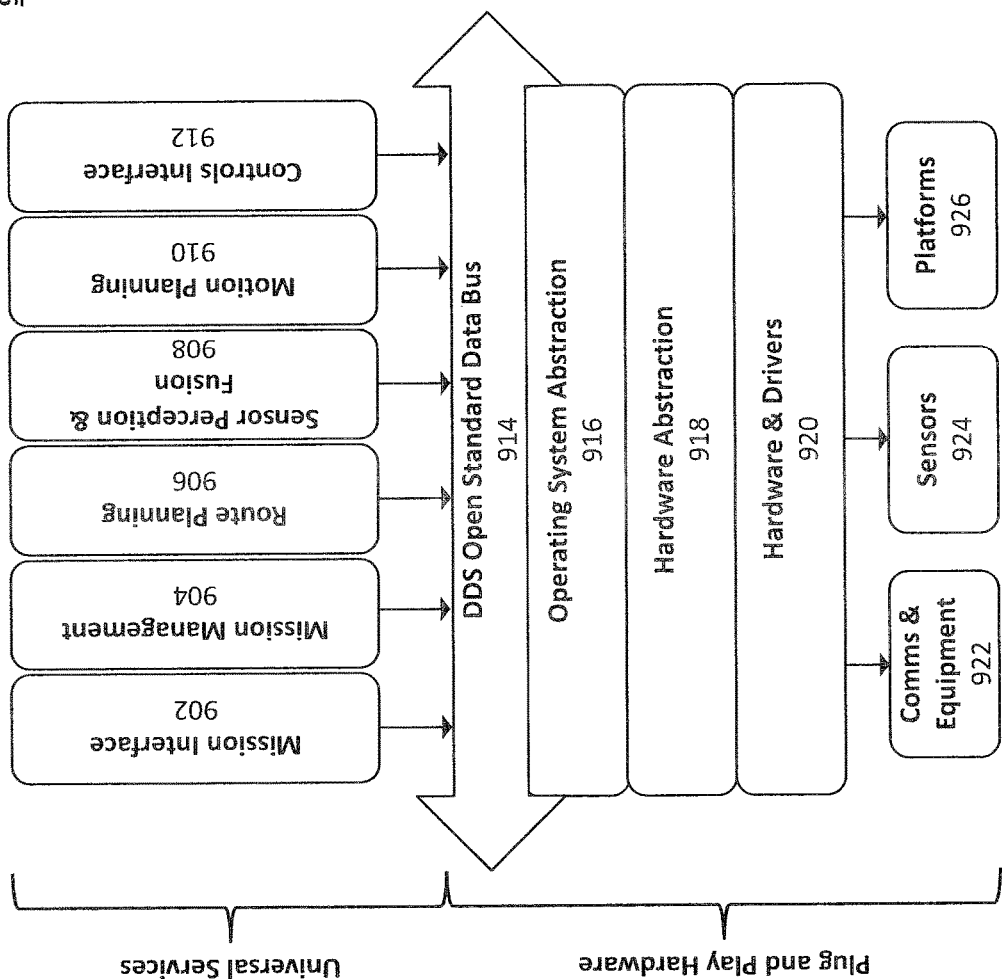 Universal Services
Mission Interface
902
Mission Management
904
Route Planning
906
Sensor Perception &
Fusion
908
Motion Planning
910
Controls Interface
912
Plug and Play Hardware
DDS Open Standard Data Bus
914
Operating System Abstraction
916
Hardware Abstraction
918
Hardware & Drivers
920
Comms &
Equipment
922
Sensors
924
Platforms
926